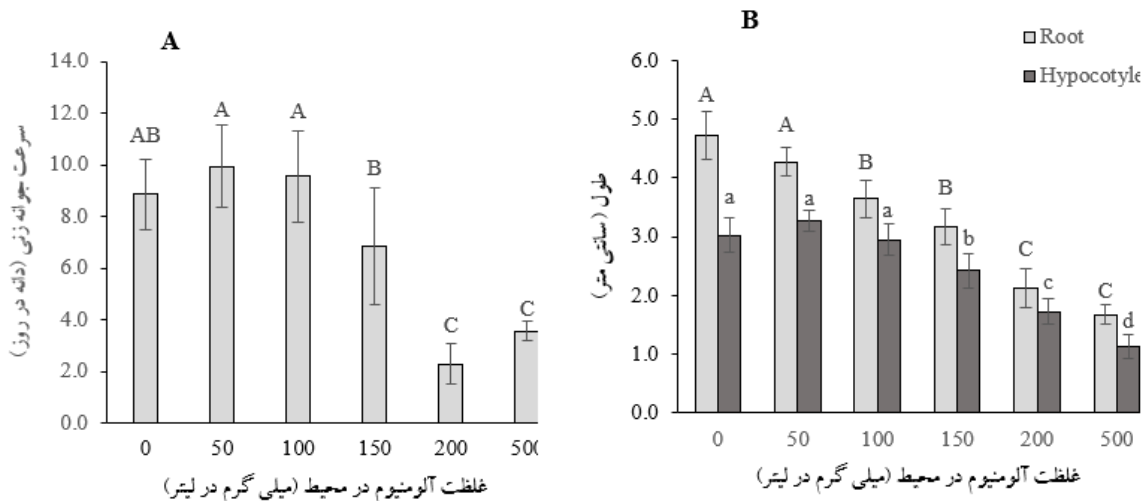 A
14.0
12.0
10.0
8.0
6.0
4.0
2.0
0.0
سرعت جوانه زنی (دانه در روز)
AB
A
A
B
C
C
0 50 100 150 200 500
غلظت آلومنیوم در محیط (میلی گرم در لیتر)
B
Root
Hypocotyle
6.0
5.0
4.0
3.0
2.0
1.0
0.0
طول (سانتی متر)
A
a
A
a
B
a
B
b
C
c
C
d
0 50 100 150 200 500
غلظت آلومنیوم در محیط (میلی گرم در لیتر)